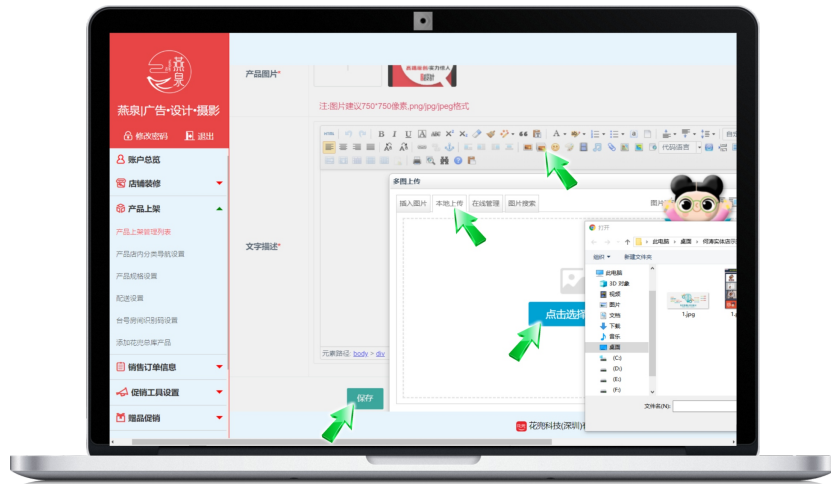 燕泉
燕泉|广告•设计•摄影
修改密码 退出
账户总览
店铺装修
产品上架
产品上架管理列表
产品店内分类导航设置
产品规格设置
配送设置
台号房间识别码设置
添加花兜总库产品
销售订单信息
促销工具设置
赠品促销
产品图片*
注:图片建议750*750像素,png/jpg/jpeg格式
HTML
代码语言
文字描述*
多图上传
插入图片 本地上传 在线管理 图片搜索
点击选择
元素路径: body > div
保存
打开
此电脑 › 桌面 ›
组织 新建文件夹
此电脑
3D 对象
视频
图片
文档
下载
音乐
桌面
(C:)
(D:)
(E:)
(F:)
1.jpg
文件名(N):
花兜科技(深圳)